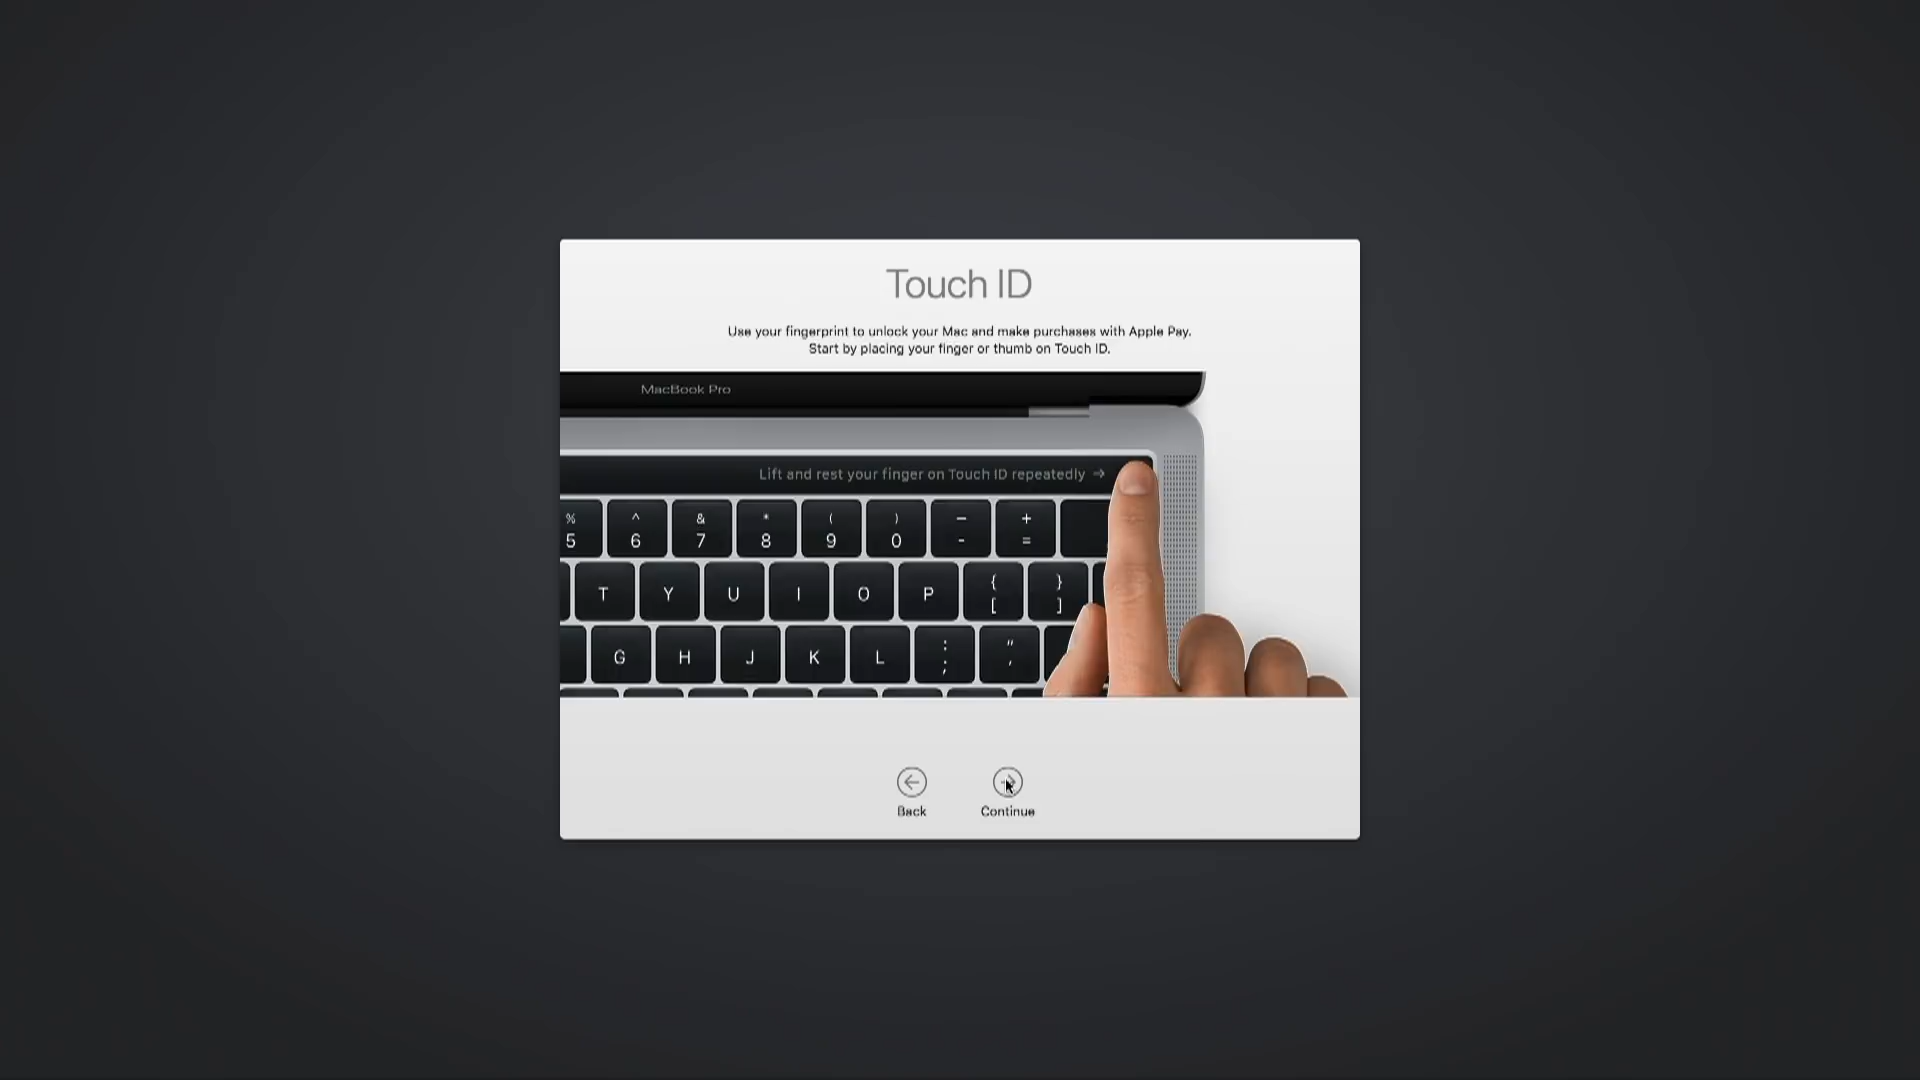 Touch ID
Use your fingerprint to unlock your Mac and make purchases with Apple Pay.
Start by placing your finger or thumb on Touch ID.
MacBook Pro
Lift and rest your finger on Touch ID repeatedly →
% ^ & * ( ) – +
5 6 7 8 9 0 - =
T Y U I O P { }
[ ]
G H J K L : "
; '
Back Continue